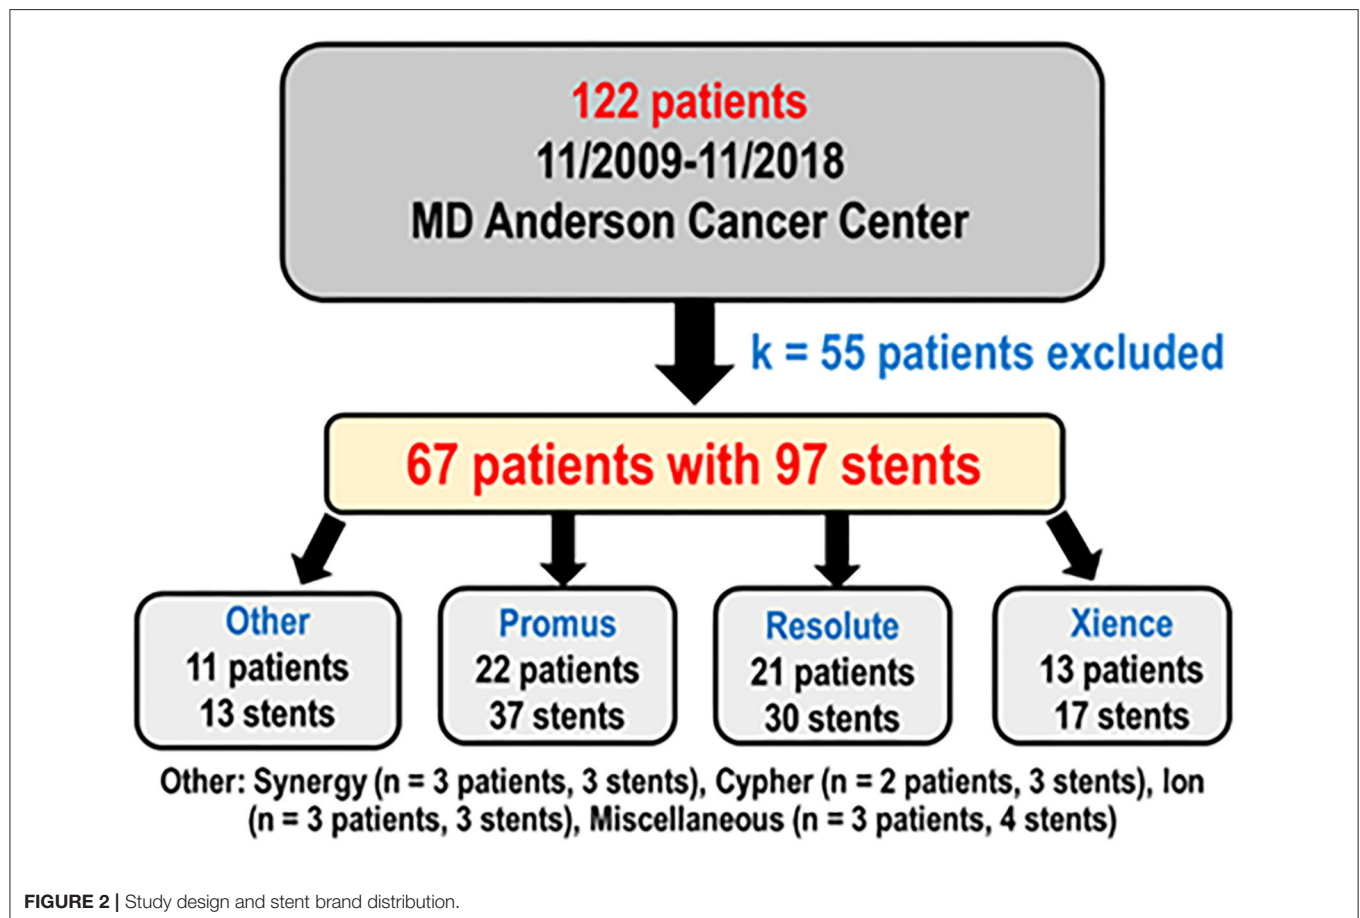 122 patients
11/2009-11/2018
MD Anderson Cancer Center
k = 55 patients excluded
67 patients with 97 stents
Other
11 patients
13 stents
Promus
22 patients
37 stents
Resolute
21 patients
30 stents
Xience
13 patients
17 stents
Other: Synergy (n = 3 patients, 3 stents), Cypher (n = 2 patients, 3 stents), Ion
(n = 3 patients, 3 stents), Miscellaneous (n = 3 patients, 4 stents)
FIGURE 2 | Study design and stent brand distribution.